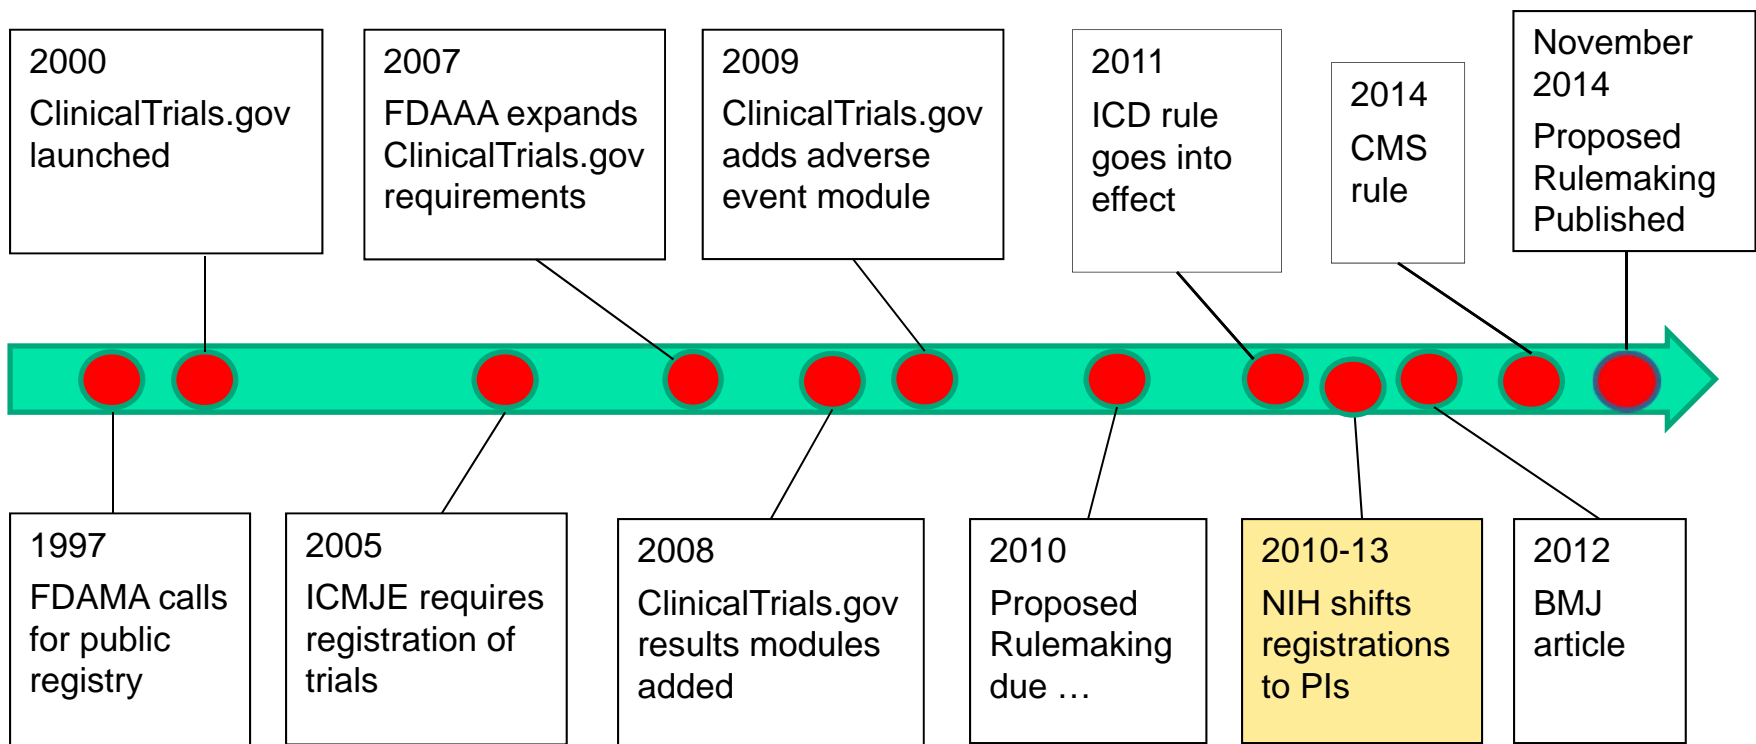 2000
ClinicalTrials.gov
launched
2007
FDAAA expands
ClinicalTrials.gov
requirements
2009
ClinicalTrials.gov
adds adverse
event module
2011
ICD rule
goes into
effect
2014
CMS
rule
November
2014
Proposed
Rulemaking
Published
1997
FDAMA calls
for public
registry
2005
ICMJE requires
registration of
trials
2008
ClinicalTrials.gov
results modules
added
2010
Proposed
Rulemaking
due …
2010-13
NIH shifts
registrations
to PIs
2012
BMJ
article